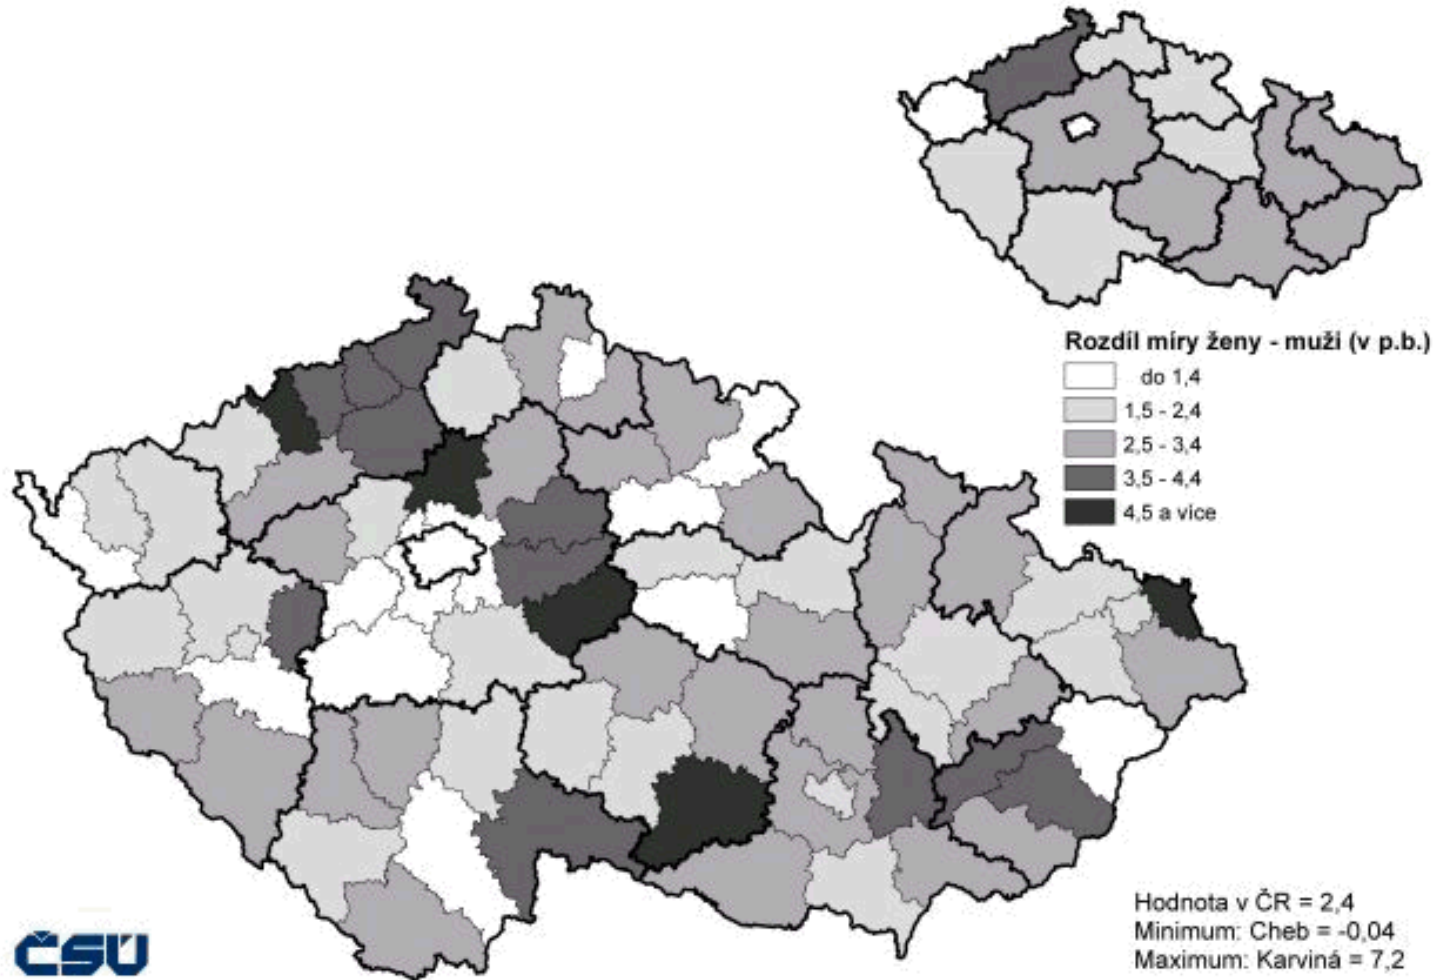 Rozdíl míry ženy - muži (v p.b.)
do 1,4
1,5 - 2,4
2,5 - 3,4
3,5 - 4,4
4,5 a více
Hodnota v ČR = 2,4
Minimum: Cheb = -0,04
Maximum: Karviná = 7,2
ČSÚ